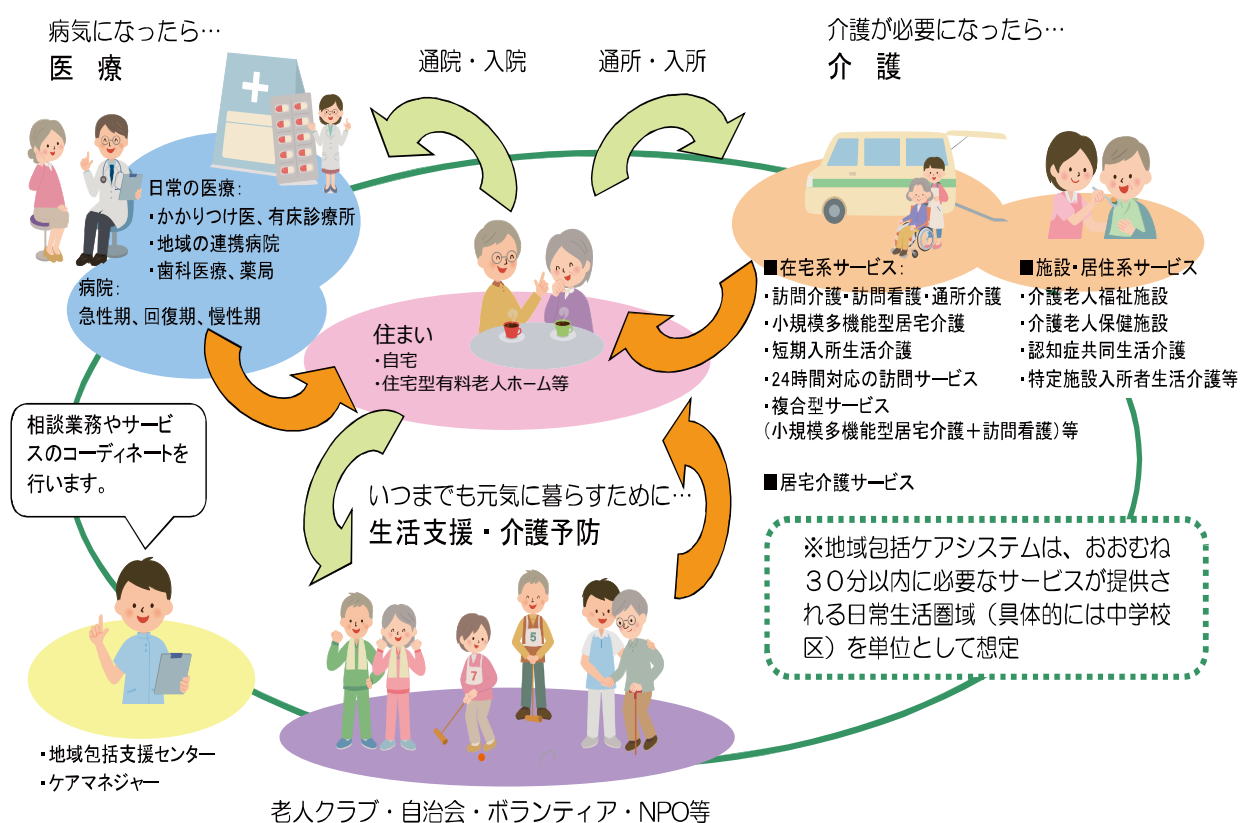 病気になったら…
医　療
通院・入院
通所・入所
介護が必要になったら…
介　護
日常の医療：
・かかりつけ医、有床診療所
・地域の連携病院
・歯科医療、薬局
病院：
急性期、回復期、慢性期
住まい
・自宅
・住宅型有料老人ホーム等
■在宅系サービス：
・訪問介護・訪問看護・通所介護
・小規模多機能型居宅介護
・短期入所生活介護
・24時間対応の訪問サービス
・複合型サービス
（小規模多機能型居宅介護＋訪問看護）等
■居宅介護サービス
■施設・居住系サービス
・介護老人福祉施設
・介護老人保健施設
・認知症共同生活介護
・特定施設入所者生活介護等
相談業務やサービ
スのコーディネートを
行います。
いつまでも元気に暮らすために…
生活支援・介護予防
※地域包括ケアシステムは、おおむね
３０分以内に必要なサービスが提供さ
れる日常生活圏域（具体的には中学校
区）を単位として想定
5
7
・地域包括支援センター
・ケアマネジャー
老人クラブ・自治会・ボランティア・NPO等